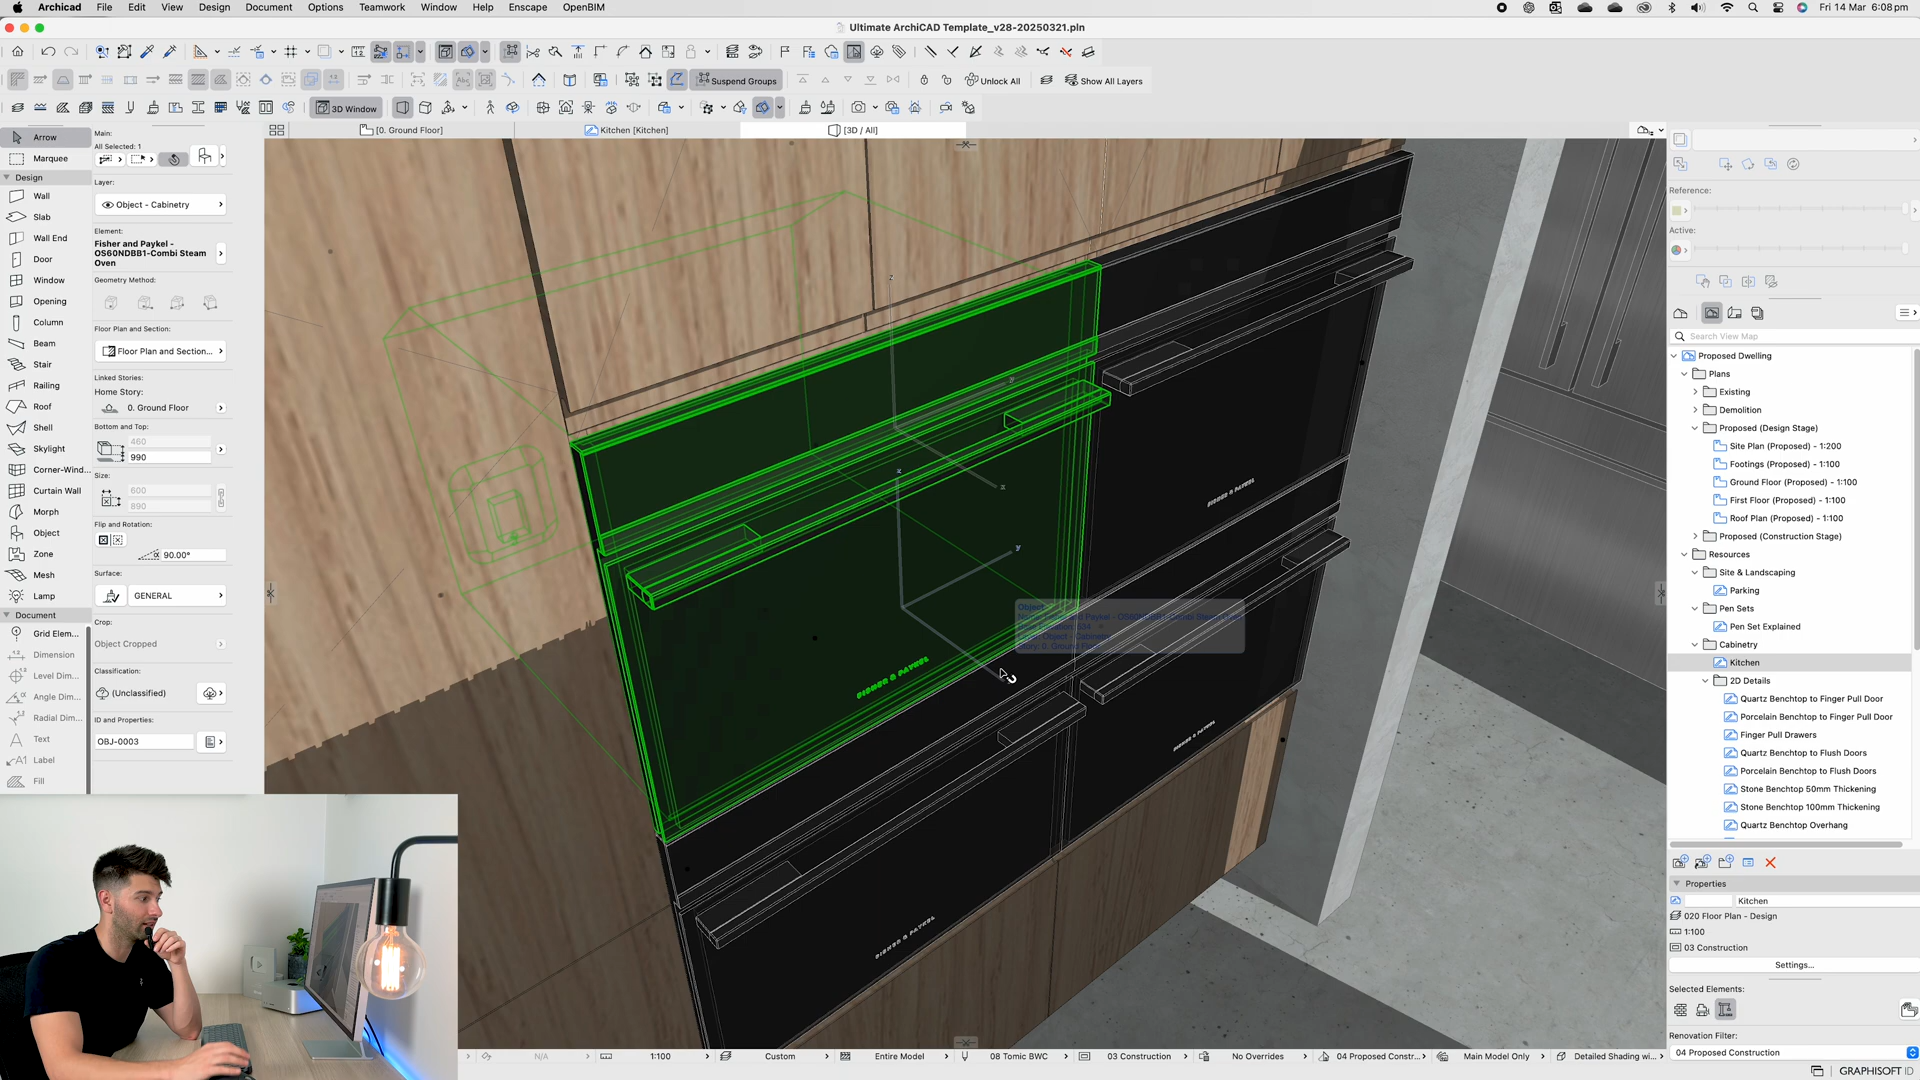 Archicad File Edit View Design Document Options Teamwork Window Help Enscape OpenBIM
Fri 14 Mar 6:08pm
Ultimate ArchiCAD Template_v28-20250321.pln
Suspend Groups
Unlock All
Show All Layers
3D Window
[0. Ground Floor]
Kitchen [Kitchen]
[3D / All]
Arrow
Marquee
Design
Wall
Slab
Wall End
Door
Window
Opening
Column
Beam
Stair
Railing
Roof
Shell
Skylight
Corner-Wind...
Curtain Wall
Morph
Object
Zone
Mesh
Lamp
Document
Grid Elem...
Dimension
Level Dim...
Angle Dim...
Radial Dim...
Text
Label
Fill
Main:
All Selected: 1
Layer:
Object - Cabinetry
Element:
Fisher and Paykel -
OS60NDBB1-Combi Steam
Oven
Geometry Method:
Floor Plan and Section:
Floor Plan and Section...
Linked Stories:
Home Story:
0. Ground Floor
Bottom and Top:
460
990
Size:
600
890
Flip and Rotation:
90.00°
Surface:
GENERAL
Crop:
Object Cropped
Classification:
(Unclassified)
ID and Properties:
OBJ-0003
FISHER & PAYKEL
FISHER & PAYKEL
FISHER & PAYKEL
FISHER & PAYKEL
Reference:
Active:
Search View Map
Proposed Dwelling
Plans
Existing
Demolition
Proposed (Design Stage)
Site Plan (Proposed) - 1:200
Footings (Proposed) - 1:100
Ground Floor (Proposed) - 1:100
First Floor (Proposed) - 1:100
Roof Plan (Proposed) - 1:100
Proposed (Construction Stage)
Resources
Site & Landscaping
Parking
Pen Sets
Pen Set Explained
Cabinetry
Kitchen
2D Details
Quartz Benchtop to Finger Pull Door
Porcelain Benchtop to Finger Pull Door
Finger Pull Drawers
Quartz Benchtop to Flush Doors
Porcelain Benchtop to Flush Doors
Stone Benchtop 50mm Thickening
Stone Benchtop 100mm Thickening
Quartz Benchtop Overhang
Properties
Kitchen
020 Floor Plan - Design
1:100
03 Construction
Settings...
Selected Elements:
Renovation Filter:
04 Proposed Construction
N/A 1:100 Custom Entire Model 08 Tomic BWC 03 Construction No Overrides 04 Proposed Constr... Main Model Only Detailed Shading wi...
GRAPHISOFT ID